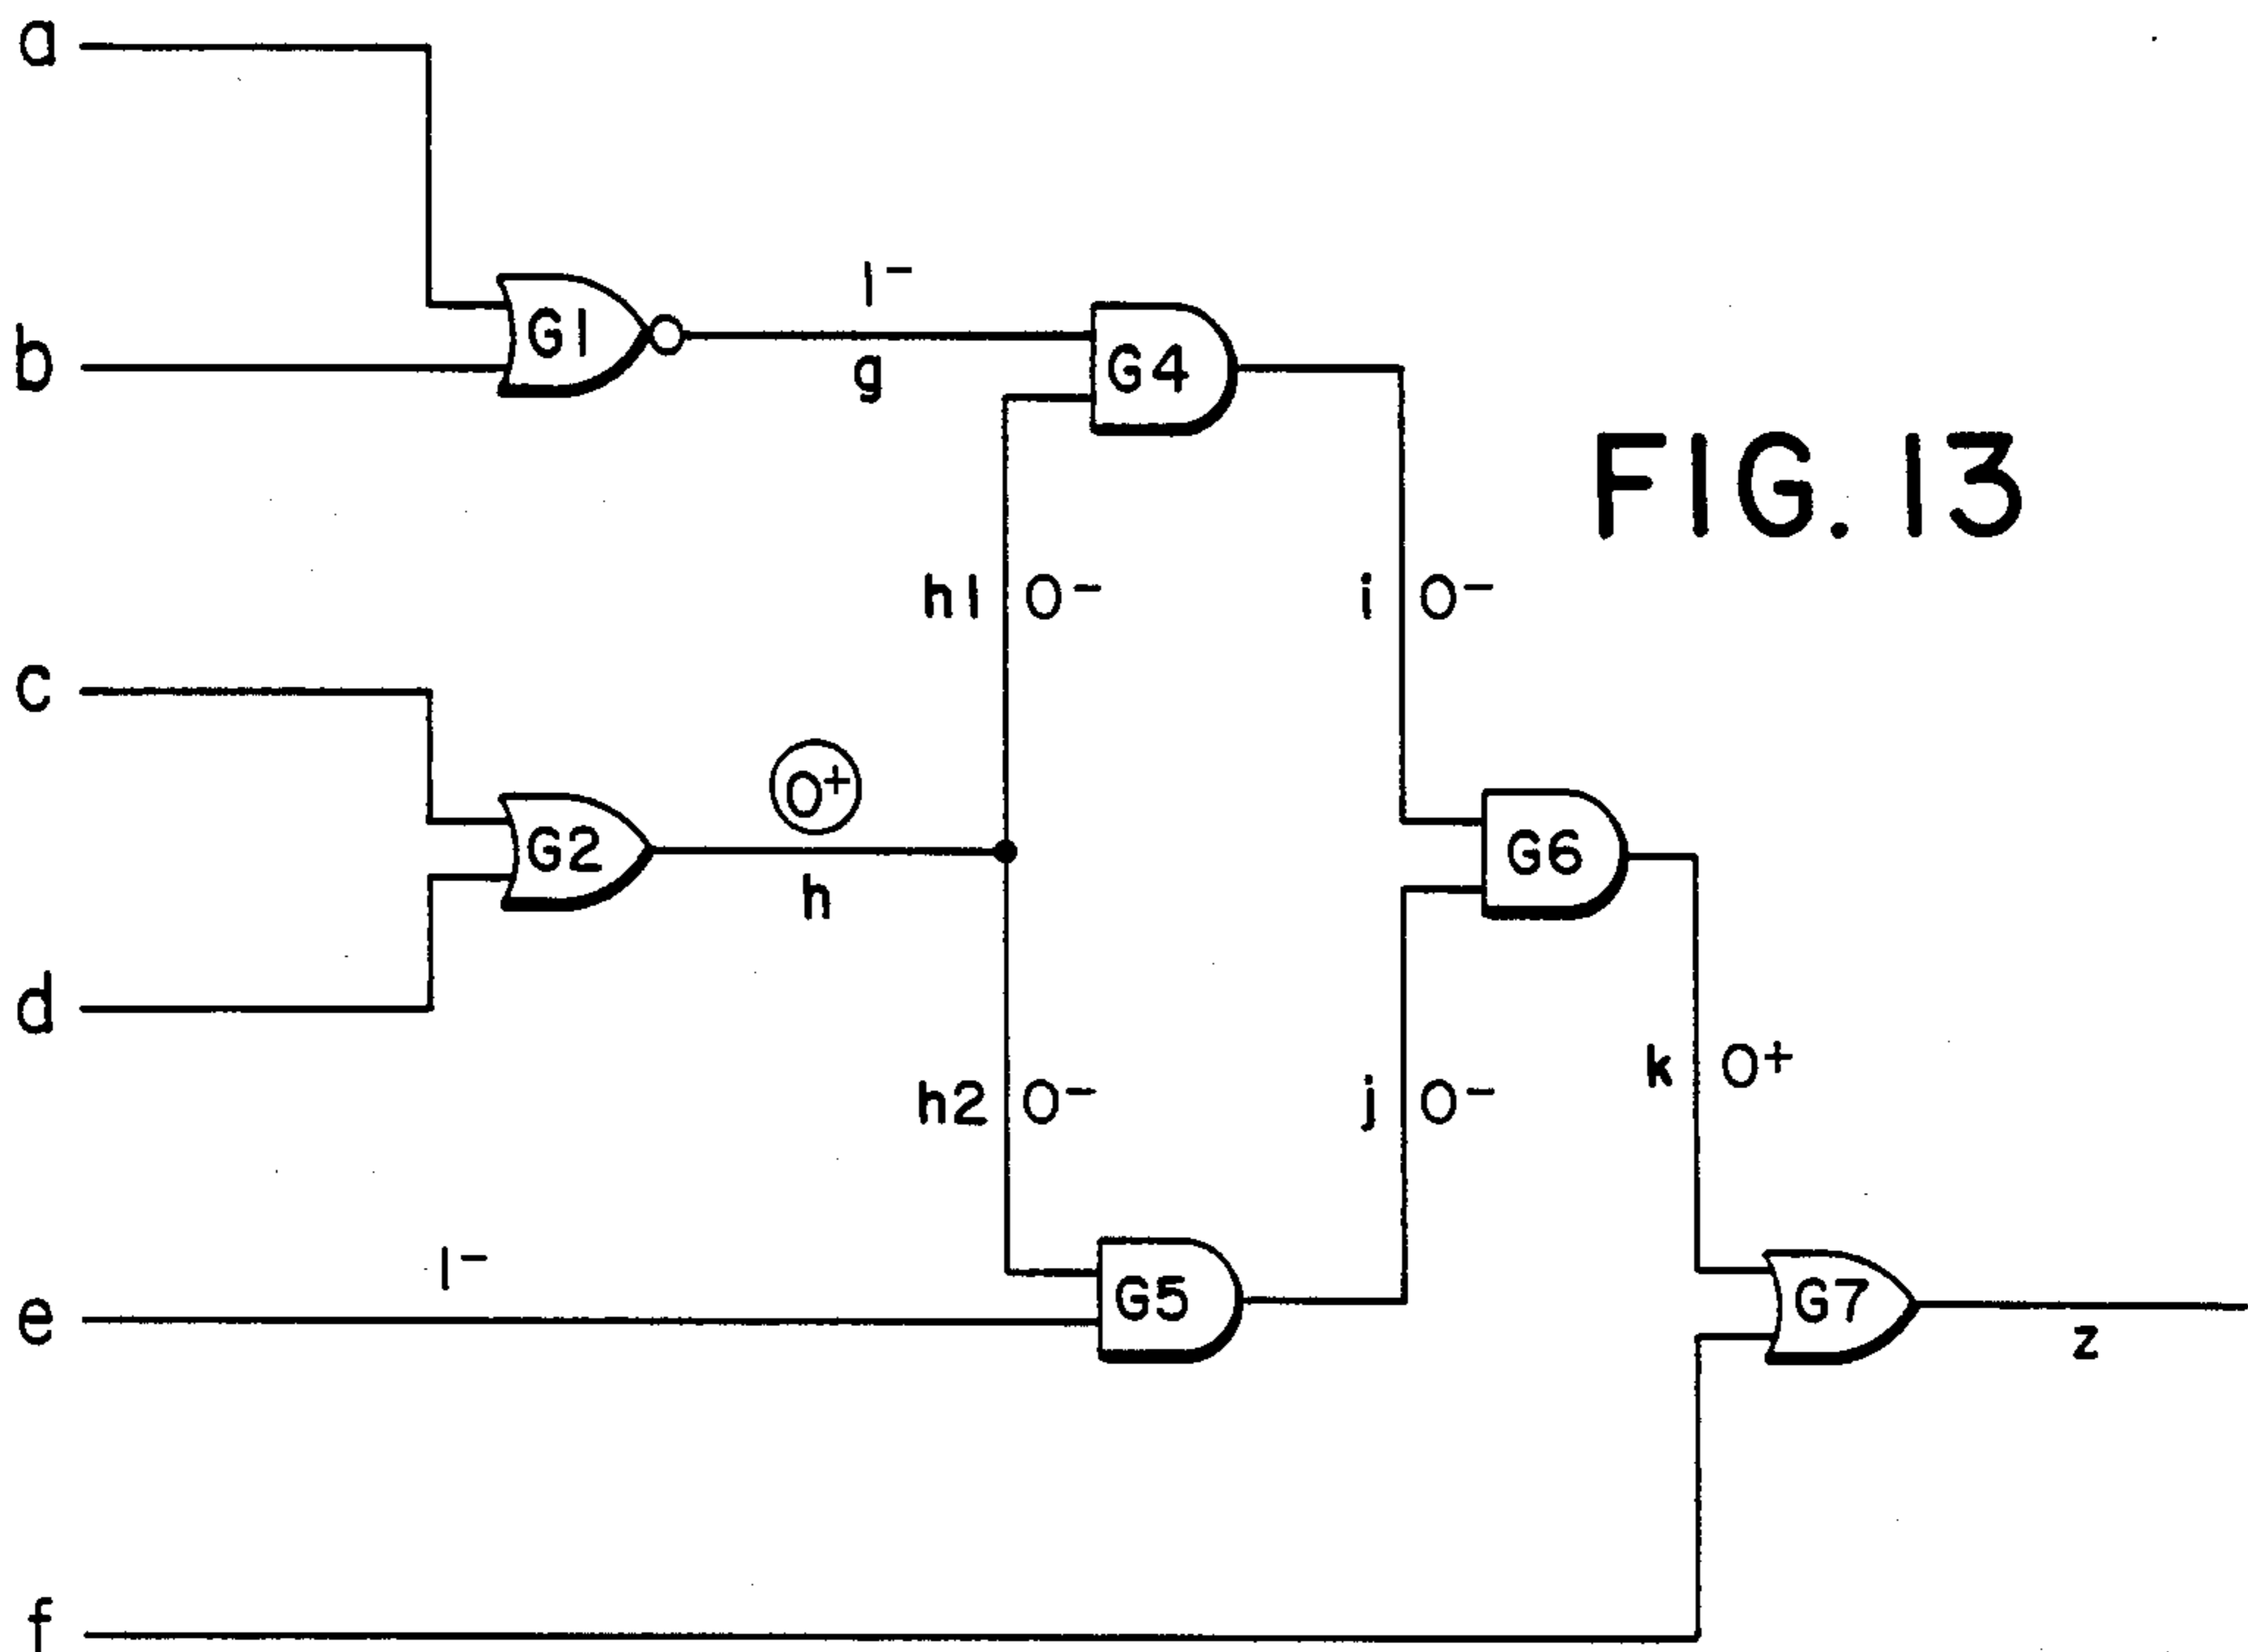 a
b
G1
1⁻
g
G4
FIG. 13
h1 0⁻
i 0⁻
c
G2
0⁺
h
G6
d
h2 0⁻
j 0⁻
k 0⁺
e
1⁻
G5
G7
z
f